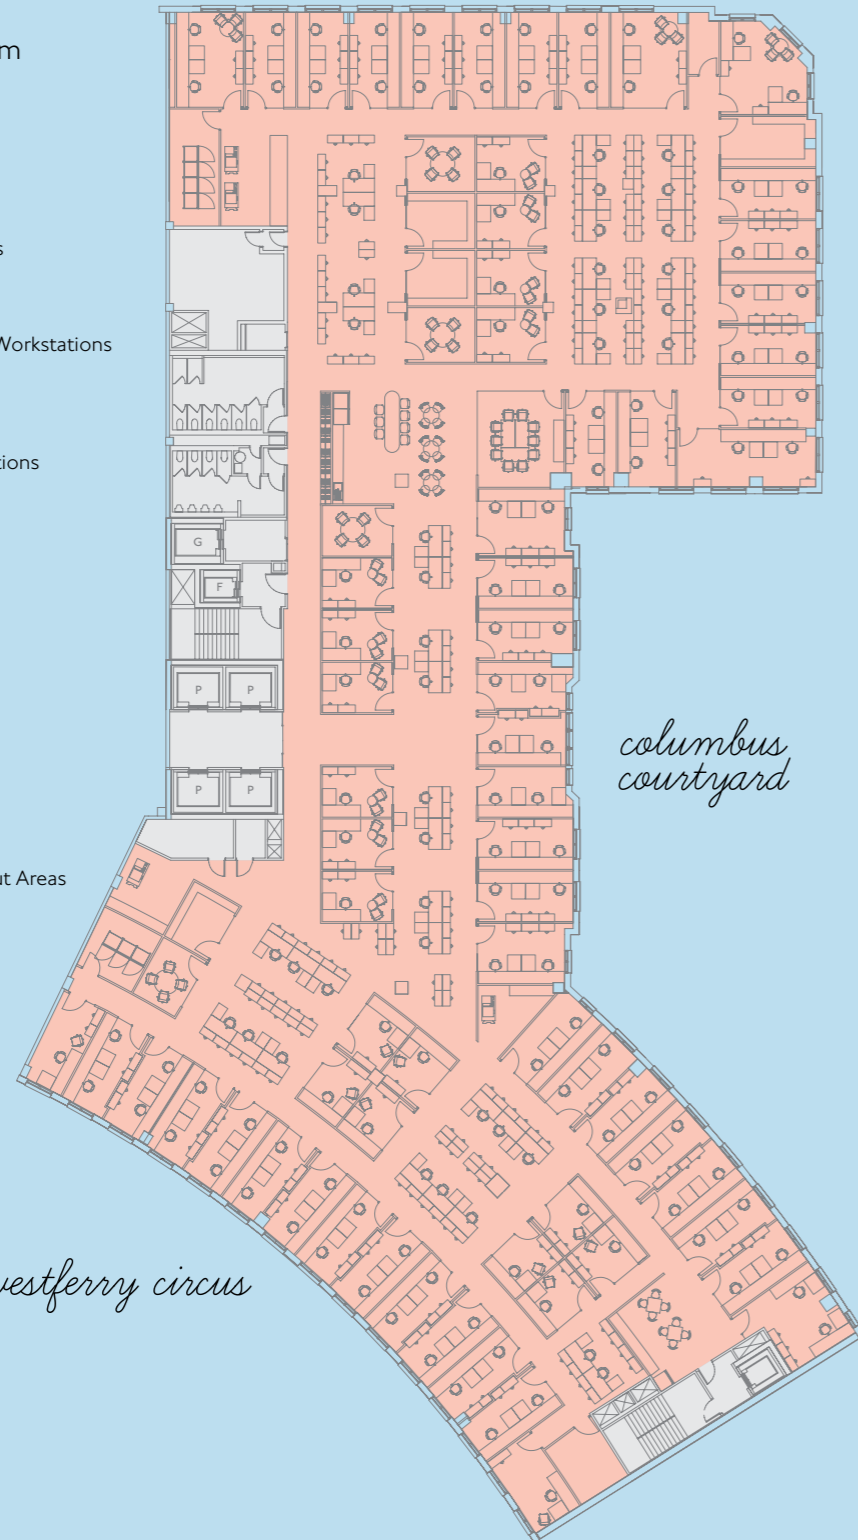 m
s
Workstations
tions
G
F
P P
columbus
courtyard
P P
ut Areas
westferry circus